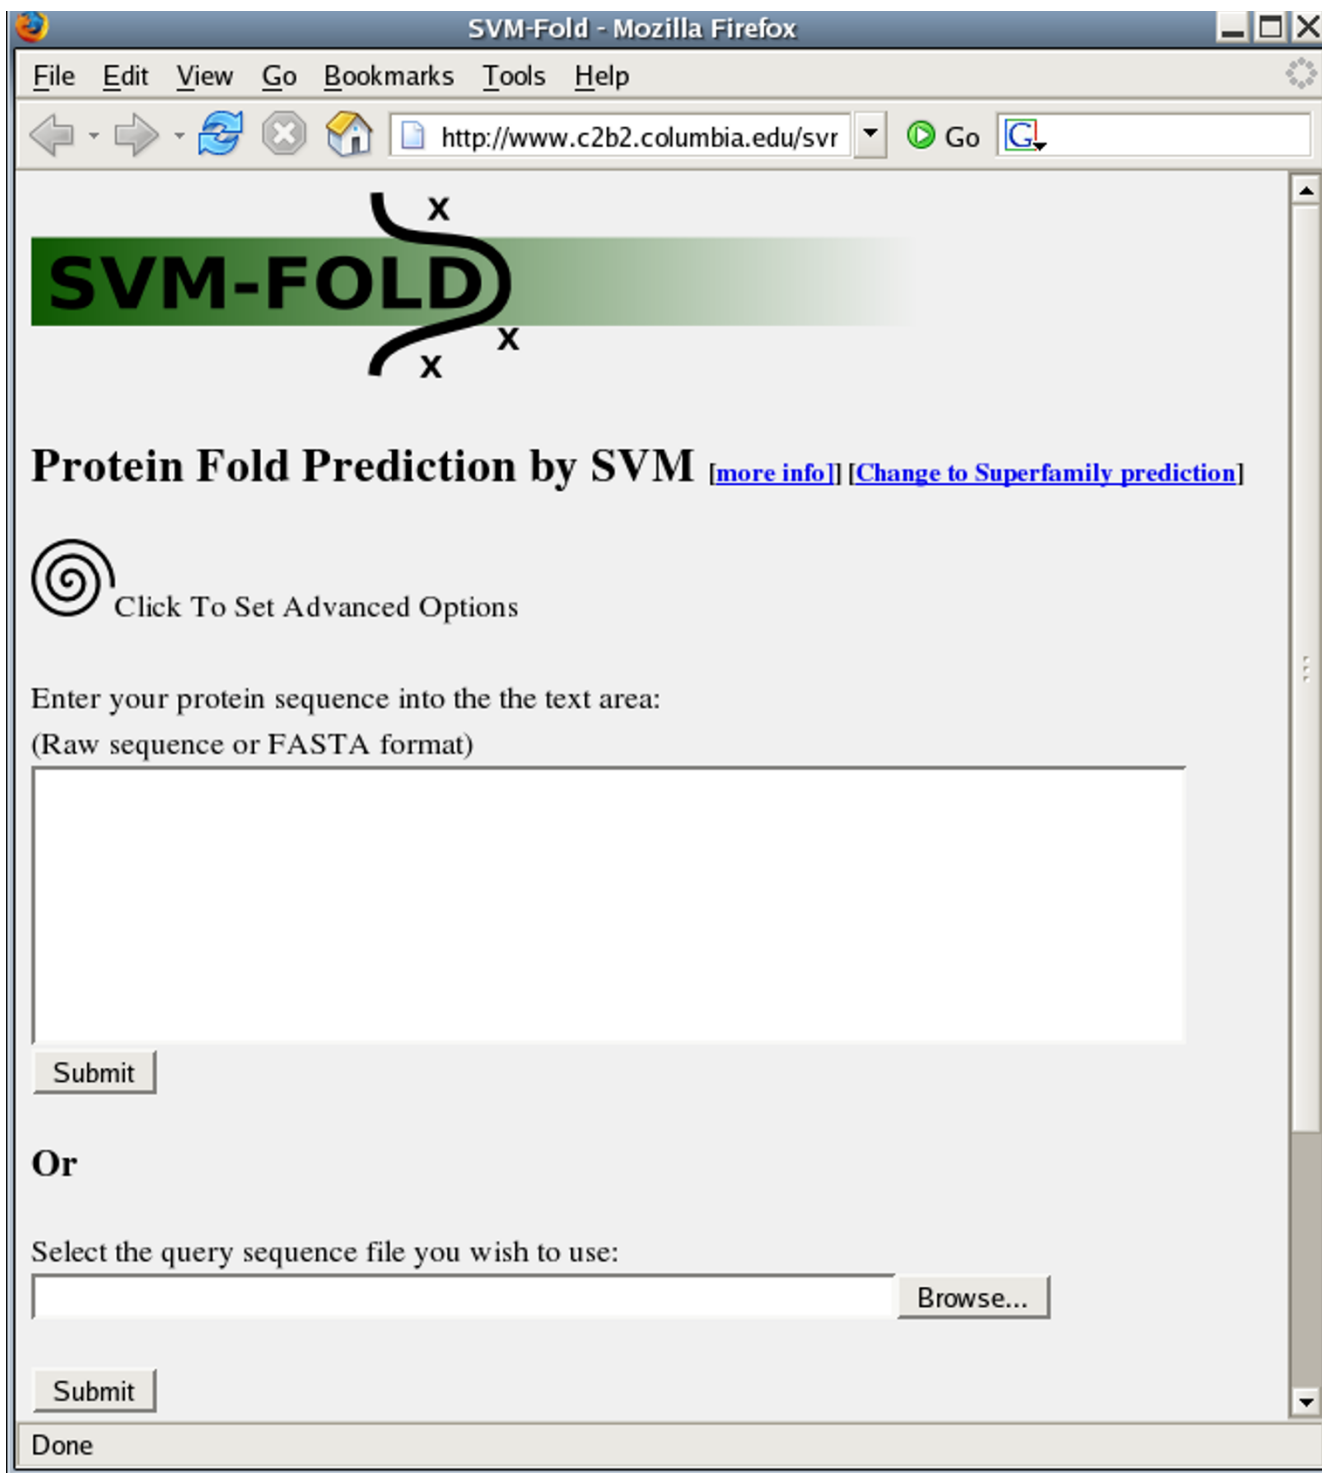 SVM-Fold - Mozilla Firefox
File Edit View Go Bookmarks Tools Help
http://www.c2b2.columbia.edu/svr Go G
x
SVM-FOLD
x
x
Protein Fold Prediction by SVM [more info]] [Change to Superfamily prediction]
Click To Set Advanced Options
Enter your protein sequence into the the text area:
(Raw sequence or FASTA format)
Submit
Or
Select the query sequence file you wish to use:
Browse...
Submit
Done